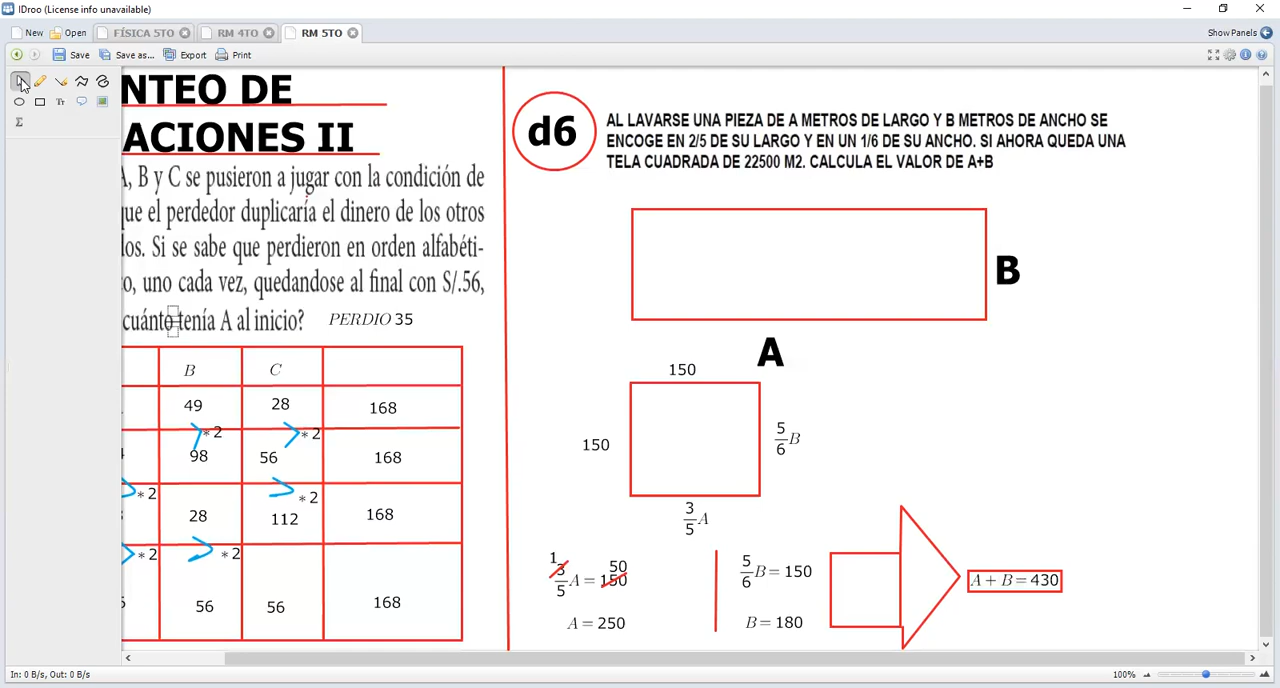 IDroo (License info unavailable)
New Open FÍSICA 5TO RM 4TO RM 5TO Show Panels
Save Save as... Export Print
NTEO DE
ACIONES II
A, B y C se pusieron a jugar con la condición de
que el perdedor duplicaría el dinero de los otros
dos. Si se sabe que perdieron en orden alfabéti-
co, uno cada vez, quedandose al final con S/.56,
cuánto tenía A al inicio? PERDIO 35
B C
49 28 168
*2 *2
98 56 168
*2 *2
28 112 168
*2 *2
56 56 168
d6
AL LAVARSE UNA PIEZA DE A METROS DE LARGO Y B METROS DE ANCHO SE
ENCOGE EN 2/5 DE SU LARGO Y EN UN 1/6 DE SU ANCHO. SI AHORA QUEDA UNA
TELA CUADRADA DE 22500 M2. CALCULA EL VALOR DE A+B
B
A
150
150 5/6 B
3/5 A
1 50
3/5 A = 150 5/6 B = 150
A + B = 430
A = 250 B = 180
In: 0 B/s, Out: 0 B/s 100%